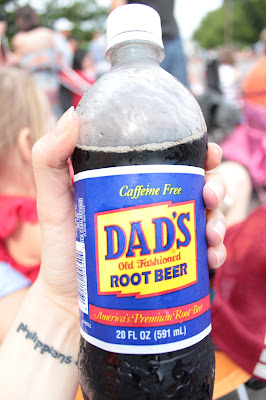 Caffeine Free
DAD'S
Old Fashioned
ROOT BEER
America's Premium Root Beer
20 FL OZ (591 mL)
philippians